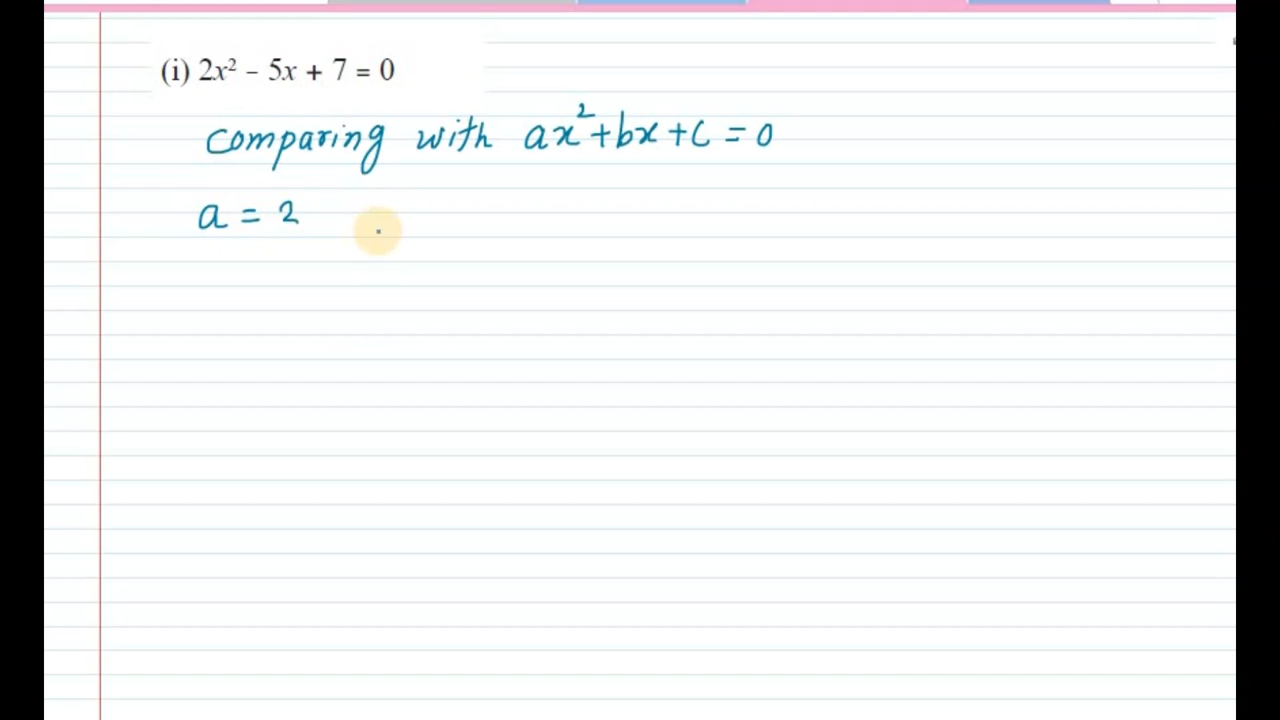 (i) 2x² – 5x + 7 = 0
Comparing with ax²+bx+c = 0
a = 2